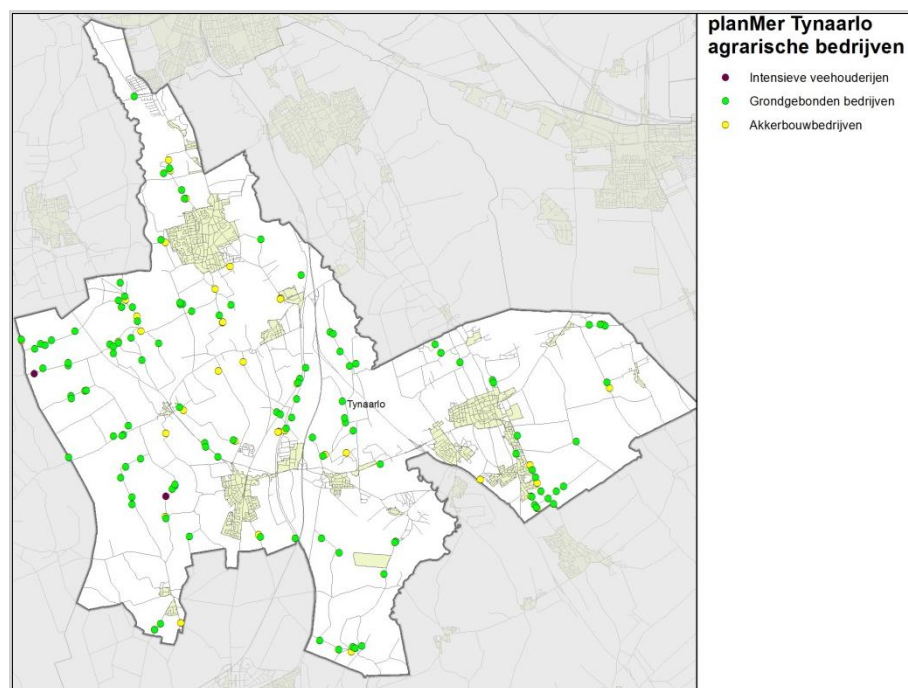 planMer Tynaarlo
agrarische bedrijven
Intensieve veehouderijen
Grondgebonden bedrijven
Akkerbouwbedrijven
Tynaarlo